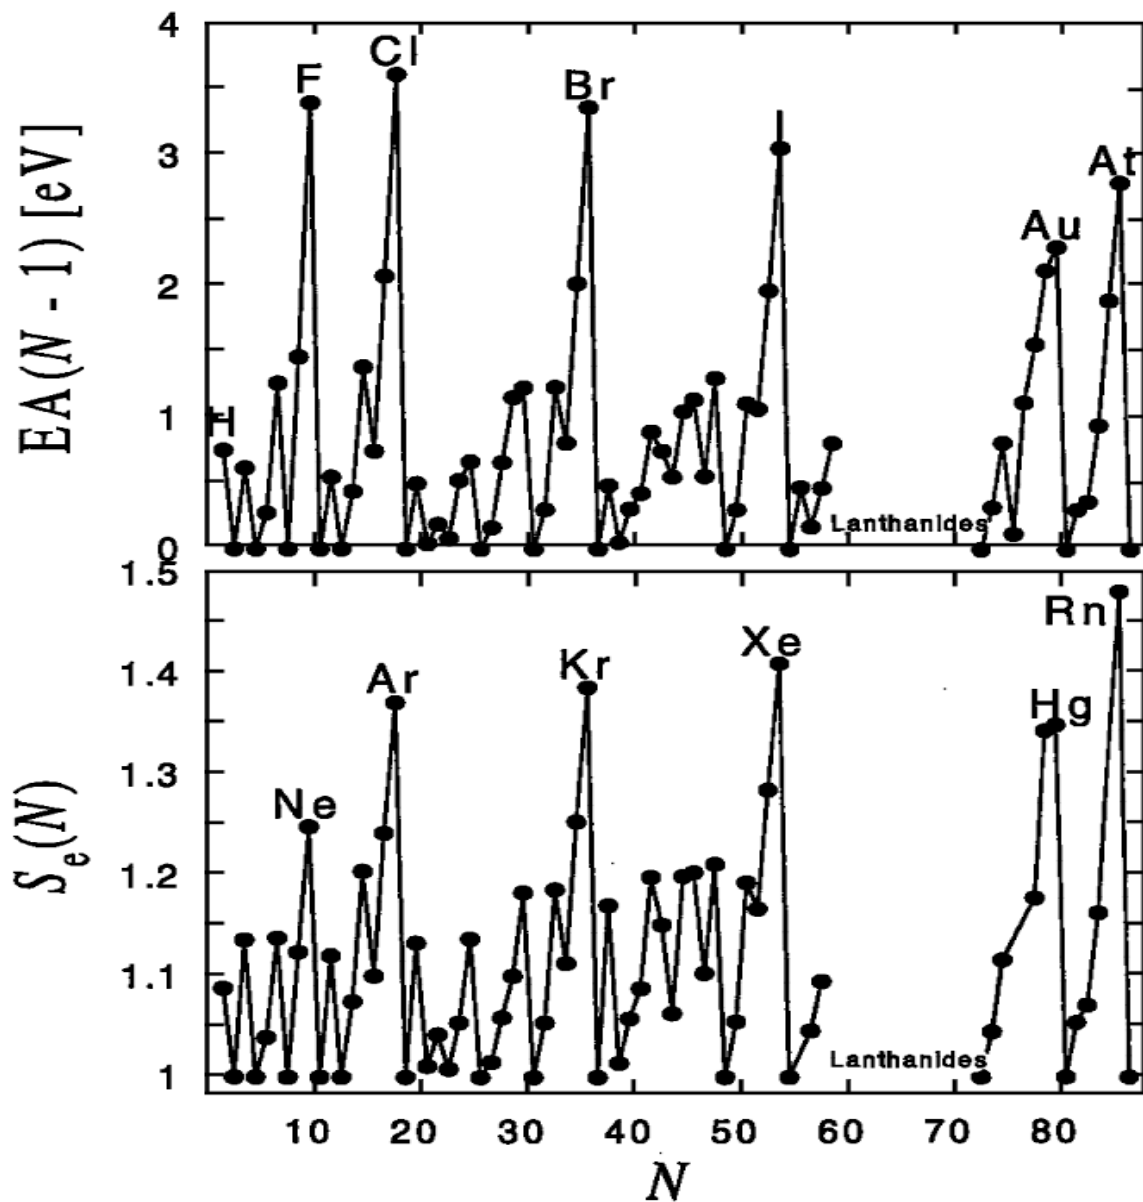 EA(N - 1) [eV]
4
3
2
1
0
H
F
Cl
Br
Au
At
Lanthanides
S_e(N)
1.5
1.4
1.3
1.2
1.1
1
Ne
Ar
Kr
Xe
Hg
Rn
Lanthanides
10 20 30 40 50 60 70 80
N